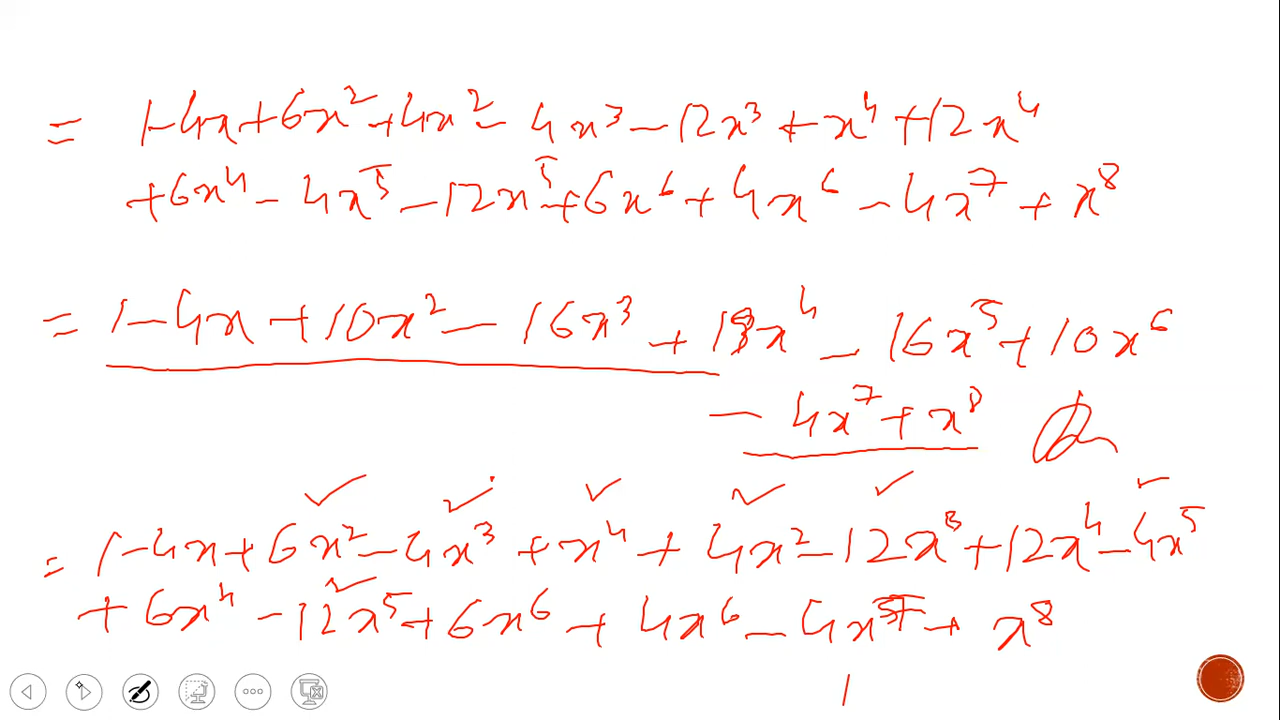 = 1-4x+6x²+4x²-4x³-12x³+x⁴+12x⁴
+6x⁴-4x⁵-12x⁵+6x⁶+4x⁶-4x⁷+x⁸
= 1-4x+10x²-16x³+18x⁴-16x⁵+10x⁶
-4x⁷+x⁸
= 1-4x+6x²-4x³+x⁴+4x²-12x³+12x⁴-4x⁵
+6x⁴-12x⁵+6x⁶+4x⁶-4x⁷+x⁸